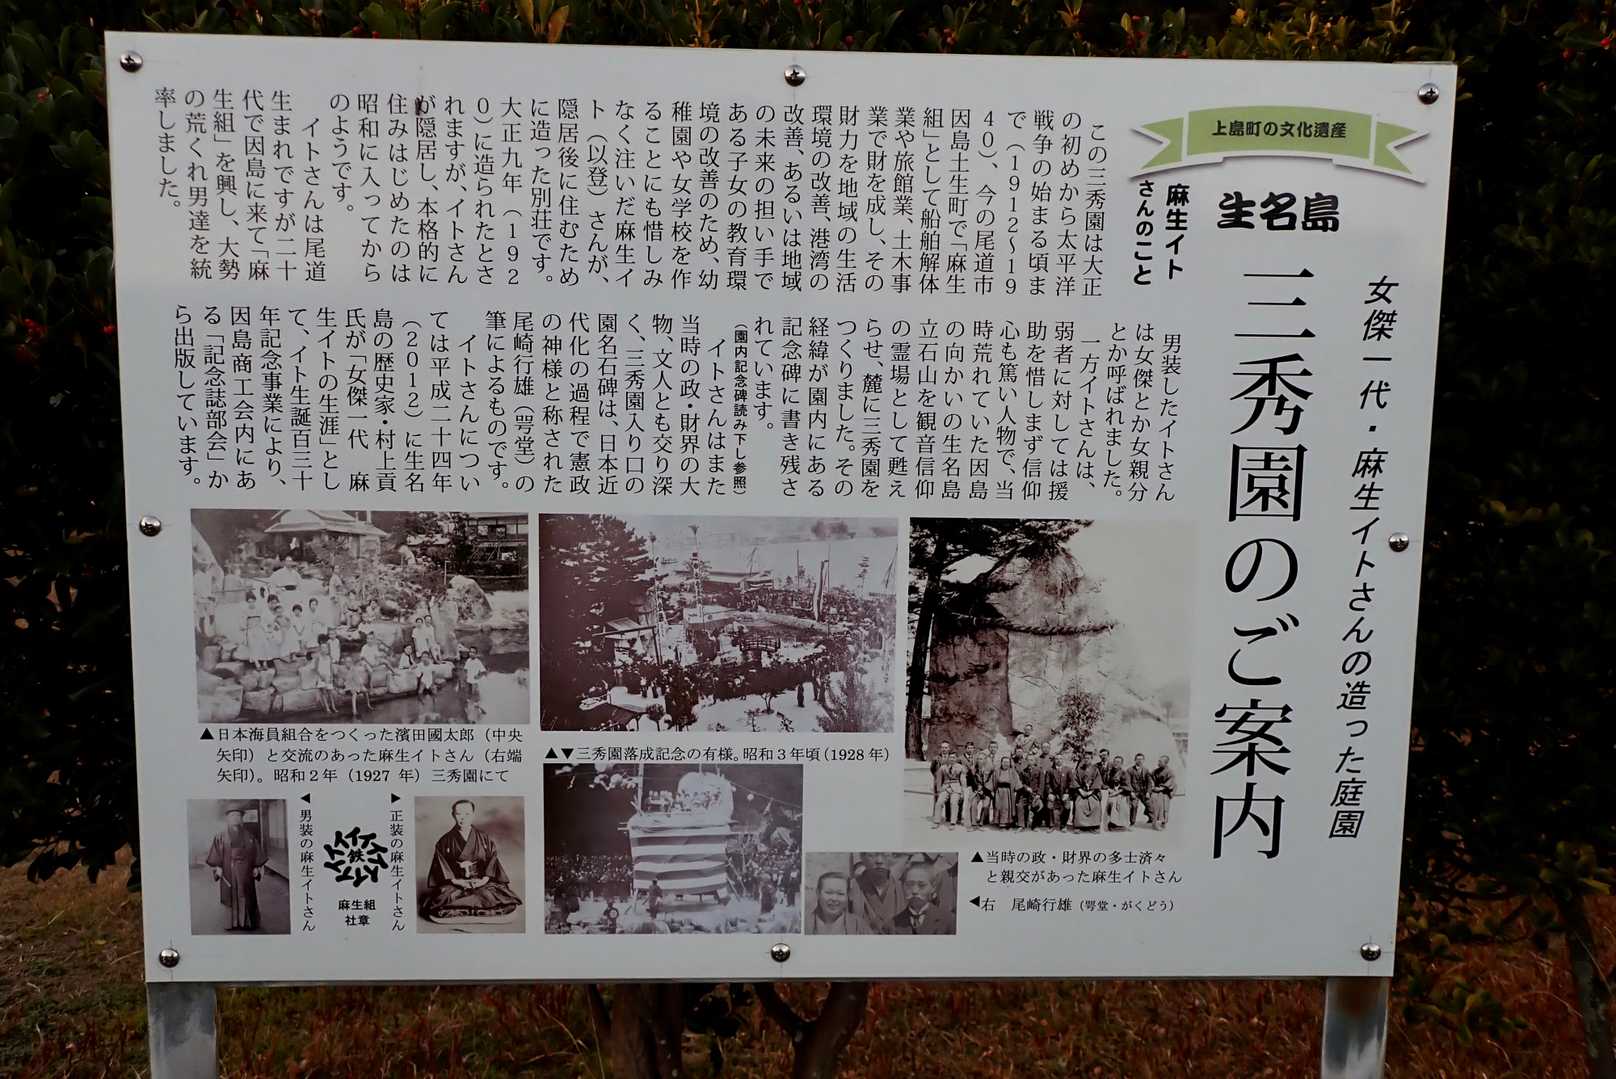 上島町の文化遺産
生名島
三秀園のご案内
女傑一代・麻生イトさんの造った庭園
麻生イト
さんのこと
この三秀園は大正
の初めから太平洋
戦争の始まる頃ま
で（1912〜19
40）、今の尾道市
因島土生町で「麻生
組」として船舶解体
業や旅館業、土木事
業で財を成し、その
財力を地域の生活
環境の改善、港湾の
改善、あるいは地域
の未来の担い手で
ある子女の教育環
境の改善のため、幼
稚園や女学校を作
ることにも惜しみ
なく注いだ麻生イ
ト（以登）さんが、
隠居後に住むため
に造った別荘です。
大正九年（192
0）に造られたとさ
れますが、イトさん
が隠居し、本格的に
住みはじめたのは
昭和に入ってから
のようです。
イトさんは尾道
生まれですが二十
代で因島に来て「麻
生組」を興し、大勢
の荒くれ男達を統
率しました。
男装したイトさん
は女傑とか女親分
とか呼ばれました。
一方イトさんは、
弱者に対しては援
助を惜しまず信仰
心も篤い人物で、当
時荒れていた因島
の向かいの生名島
立石山を観音信仰
の霊場として甦え
らせ、麓に三秀園を
つくりました。その
経緯が園内にある
記念碑に書き残さ
れています。
（園内記念碑読み下し参照）
イトさんはまた
当時の政・財界の大
物、文人とも交り深
く、三秀園入り口の
園名石碑は、日本近
代化の過程で憲政
の神様と称された
尾崎行雄（咢堂）の
筆によるものです。
イトさんについ
ては平成二十四年
（2012）に生名
島の歴史家・村上貢
氏が「女傑一代　麻
生イトの生涯」とし
て、イト生誕百三十
年記念事業により、
因島商工会内にあ
る「記念誌部会」か
ら出版しています。
▲日本海員組合をつくった濱田國太郎（中央
矢印）と交流のあった麻生イトさん（右端
矢印）。昭和2年（1927 年）三秀園にて
▲▼三秀園落成記念の有様。昭和3年頃（1928 年）
◀男装の麻生イトさん
麻生組
社章
▶正装の麻生イトさん
▲当時の政・財界の多士済々
と親交があった麻生イトさん
◀右　尾崎行雄（咢堂・がくどう）